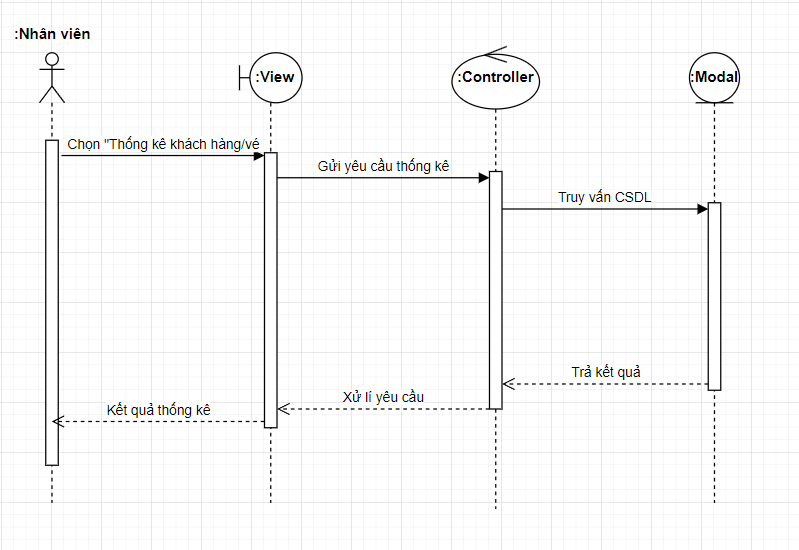 :Nhân viên
:View
:Controller
:Modal
Chọn "Thống kê khách hàng/vé
Gửi yêu cầu thống kê
Truy vấn CSDL
Trả kết quả
Xử lí yêu cầu
Kết quả thống kê